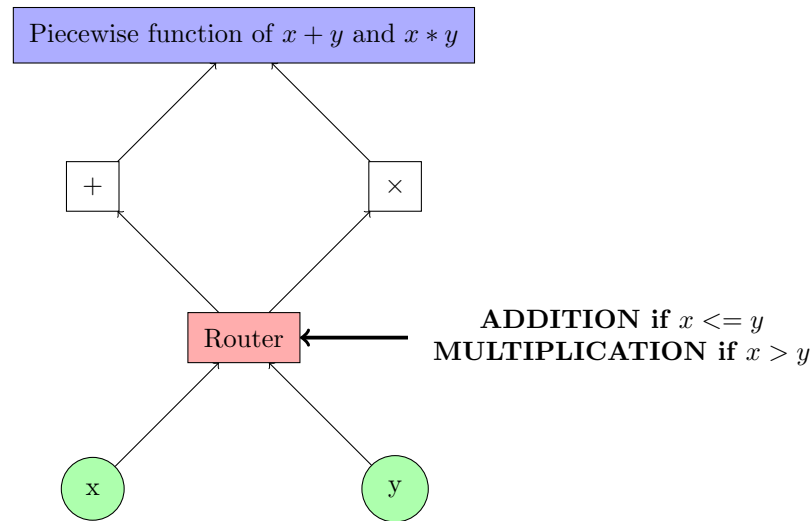 Piecewise function of x + y and x ∗ y
+
×
Router
ADDITION if x <= y
MULTIPLICATION if x > y
x
y